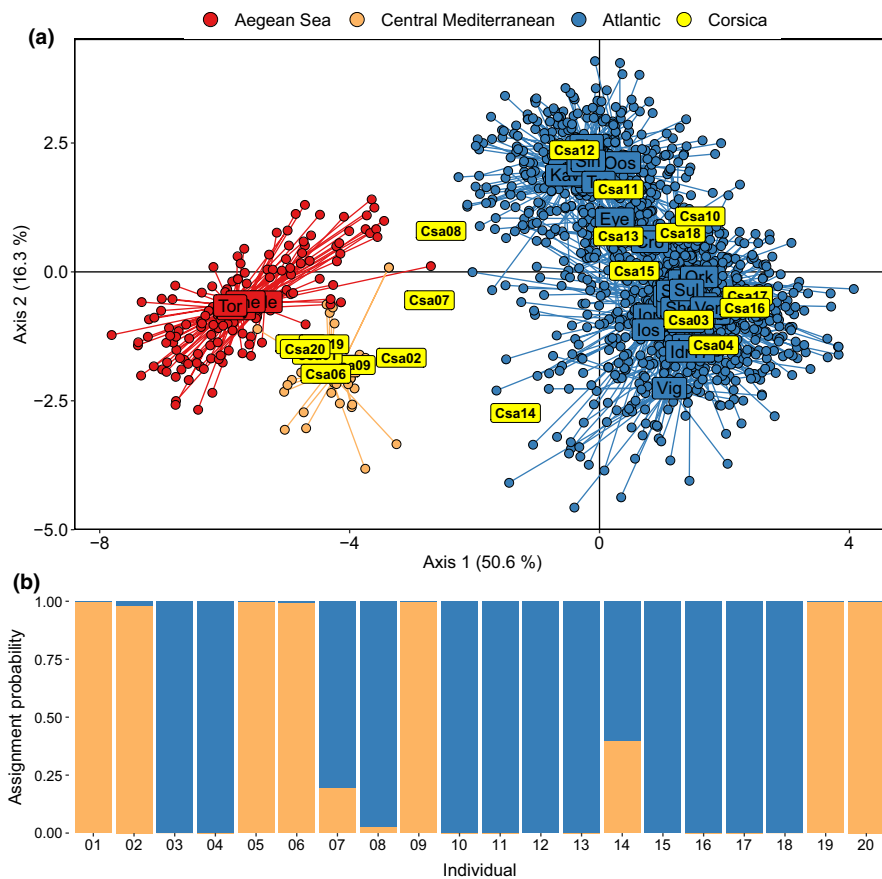 Aegean Sea Central Mediterranean Atlantic Corsica
(a)
Axis 2 (16.3 %)
2.5
0.0
−2.5
−5.0
Csa12
Sin
Oos
Kav
Csa11
Csa10
Eye
Csa08
Csa13
Csa18
Csa15
Ork
Sul
Csa07
Csa17
Tor
Csa16
Ver
Csa03
Ios
Csa04
Csa20
Csa02
Csa06
Vig
Csa14
−8 −4 0 4
Axis 1 (50.6 %)
(b)
Assignment probability
1.00
0.75
0.50
0.25
0.00
01 02 03 04 05 06 07 08 09 10 11 12 13 14 15 16 17 18 19 20
Individual